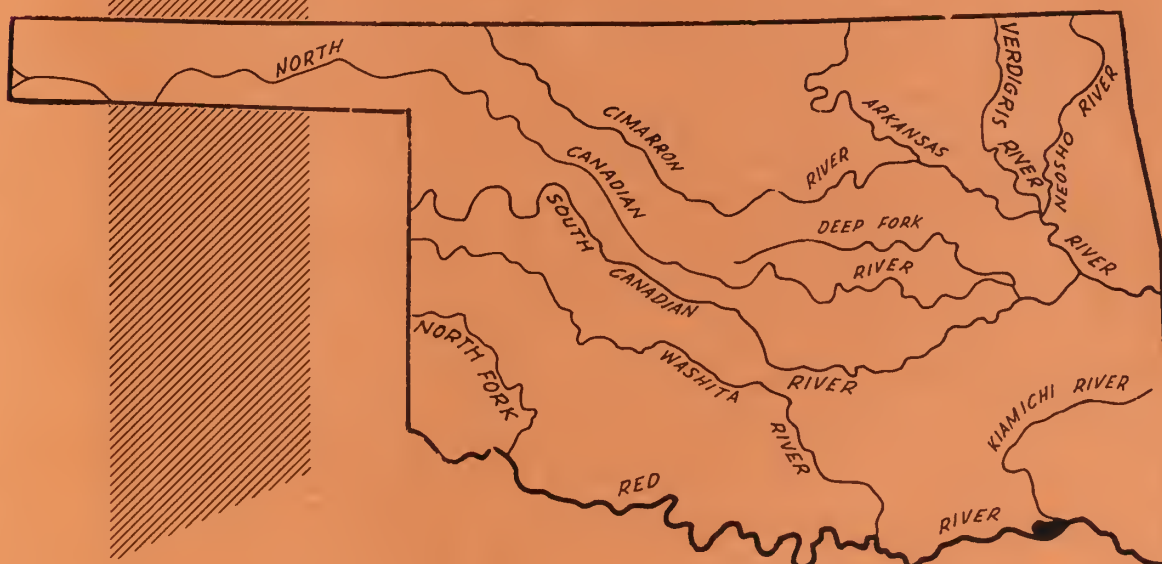 NORTH
CANADIAN
RIVER
CIMARRON
RIVER
ARKANSAS
RIVER
VERDIGRIS
RIVER
NEOSHO
RIVER
DEEP FORK
SOUTH
CANADIAN
RIVER
NORTH FORK
WASHITA
RIVER
KIAMICHI RIVER
RED
RIVER